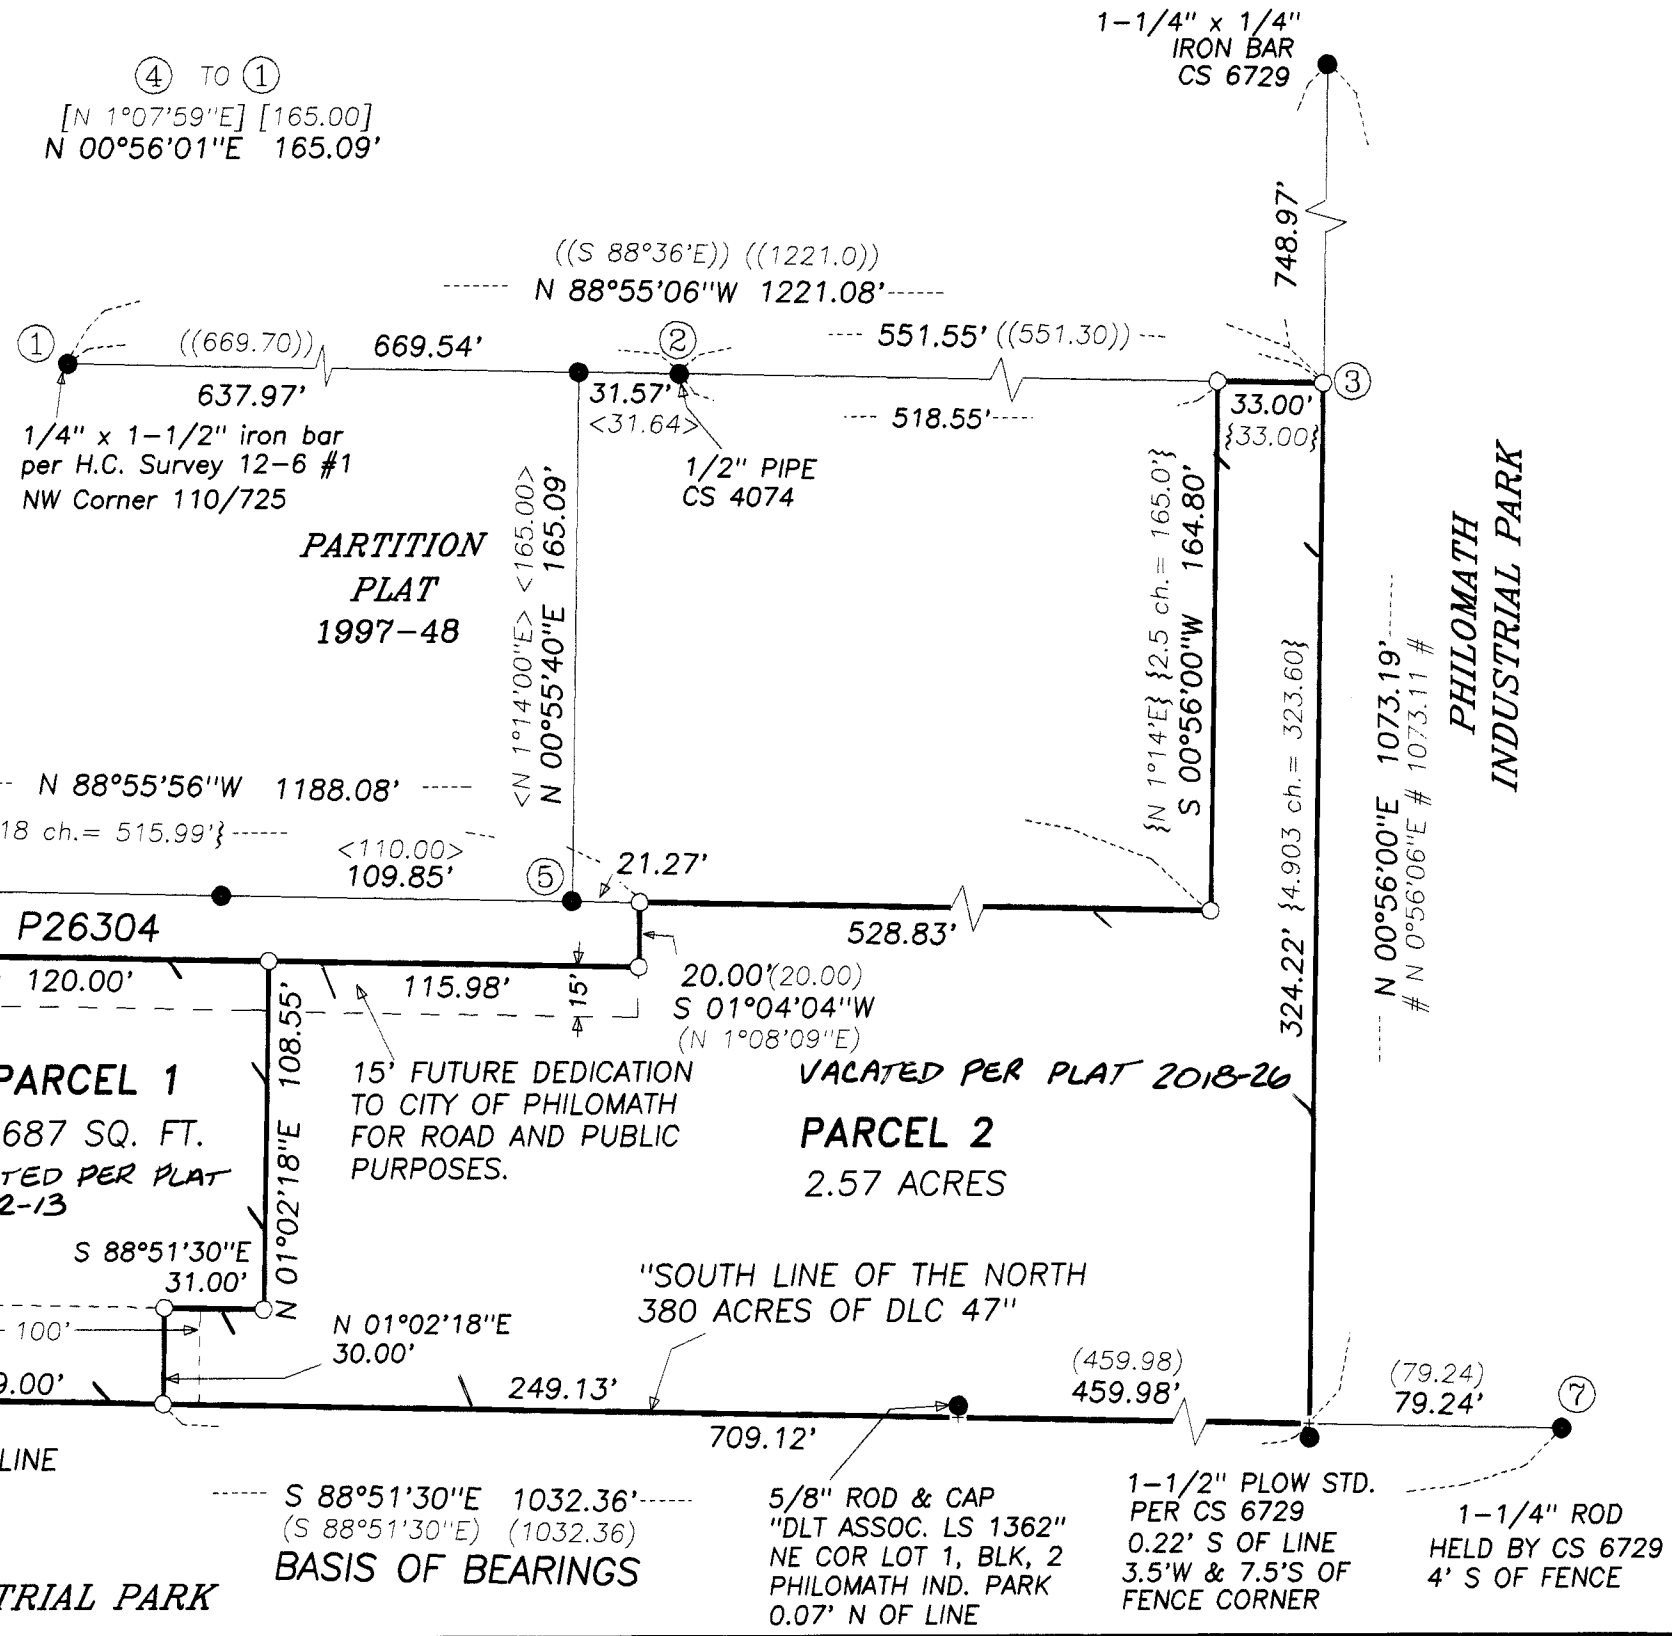 1-1/4" x 1/4"
IRON BAR
CS 6729
④ TO ①
[N 1°07'59"E] [165.00]
N 00°56'01"E 165.09'
748.97'
((S 88°36'E)) ((1221.0))
N 88°55'06"W 1221.08'
①
((669.70)) 669.54'
②
551.55' ((551.30))
③
637.97'
31.57'
<31.64>
518.55'
33.00'
{33.00}
1/4" x 1-1/2" iron bar
per H.C. Survey 12-6 #1
NW Corner 110/725
1/2" PIPE
CS 4074
PARTITION
PLAT
1997-48
<N 1°14'00"E> <165.00>
N 00°55'40"E 165.09'
{N 1°14'E} {2.5 ch.= 165.0'}
S 00°56'00"W 164.80'
324.22' {4.903 ch.= 323.60}
N 00°56'00"E 1073.19'
# N 0°56'06"E # 1073.11 #
PHILOMATH
INDUSTRIAL PARK
N 88°55'56"W 1188.08'
18 ch.= 515.99'}
<110.00>
109.85'
⑤
21.27'
P26304
528.83'
120.00'
115.98'
15'
20.00'(20.00)
S 01°04'04"W
(N 1°08'09"E)
N 01°02'18"E 108.55'
15' FUTURE DEDICATION
TO CITY OF PHILOMATH
FOR ROAD AND PUBLIC
PURPOSES.
VACATED PER PLAT 2018-26
PARCEL 1
687 SQ. FT.
TED PER PLAT
2-13
PARCEL 2
2.57 ACRES
S 88°51'30"E
31.00'
"SOUTH LINE OF THE NORTH
380 ACRES OF DLC 47"
100'
N 01°02'18"E
30.00'
9.00'
249.13'
(459.98)
459.98'
(79.24)
79.24'
⑦
709.12'
LINE
S 88°51'30"E 1032.36'
(S 88°51'30"E) (1032.36)
BASIS OF BEARINGS
5/8" ROD & CAP
"DLT ASSOC. LS 1362"
NE COR LOT 1, BLK, 2
PHILOMATH IND. PARK
0.07' N OF LINE
1-1/2" PLOW STD.
PER CS 6729
0.22' S OF LINE
3.5'W & 7.5'S OF
FENCE CORNER
1-1/4" ROD
HELD BY CS 6729
4' S OF FENCE
TRIAL PARK